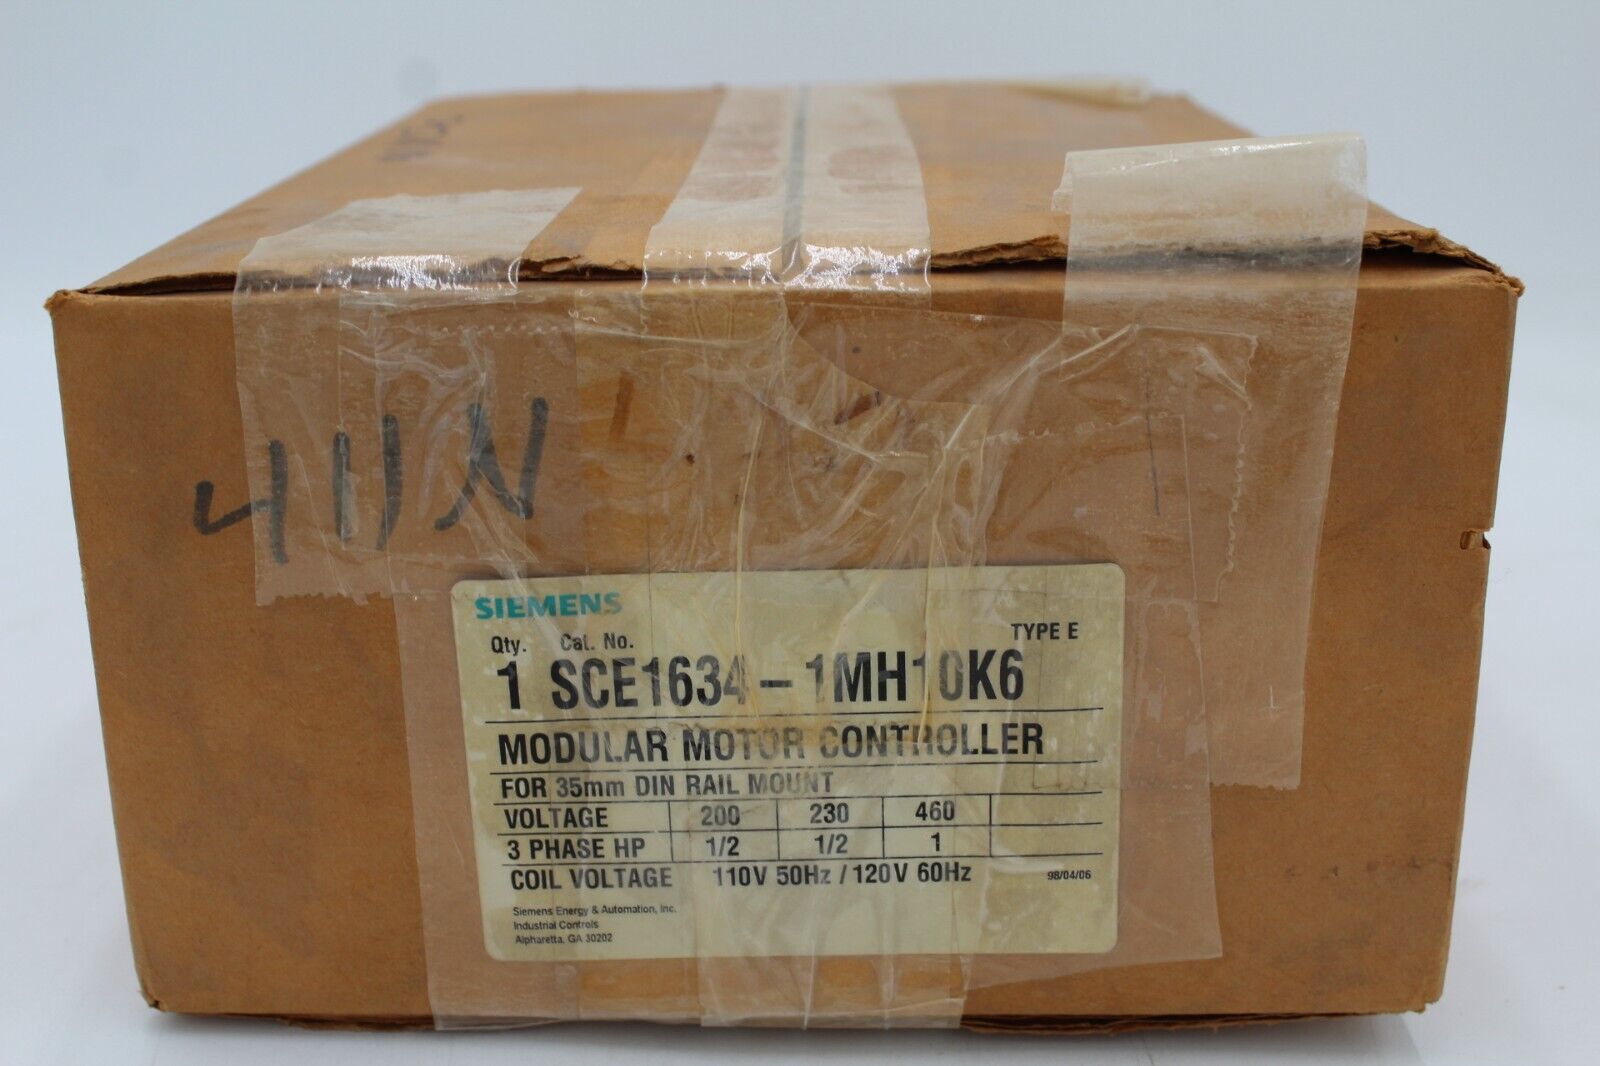 411N
SIEMENS
TYPE E
Qty. Cat. No.
1 SCE1634-1MH10K6
MODULAR MOTOR CONTROLLER
FOR 35mm DIN RAIL MOUNT
VOLTAGE 200 230 460
3 PHASE HP 1/2 1/2 1
COIL VOLTAGE 110V 50Hz / 120V 60Hz 98/04/06
Siemens Energy & Automation, Inc.
Industrial Controls
Alpharetta, GA 30202